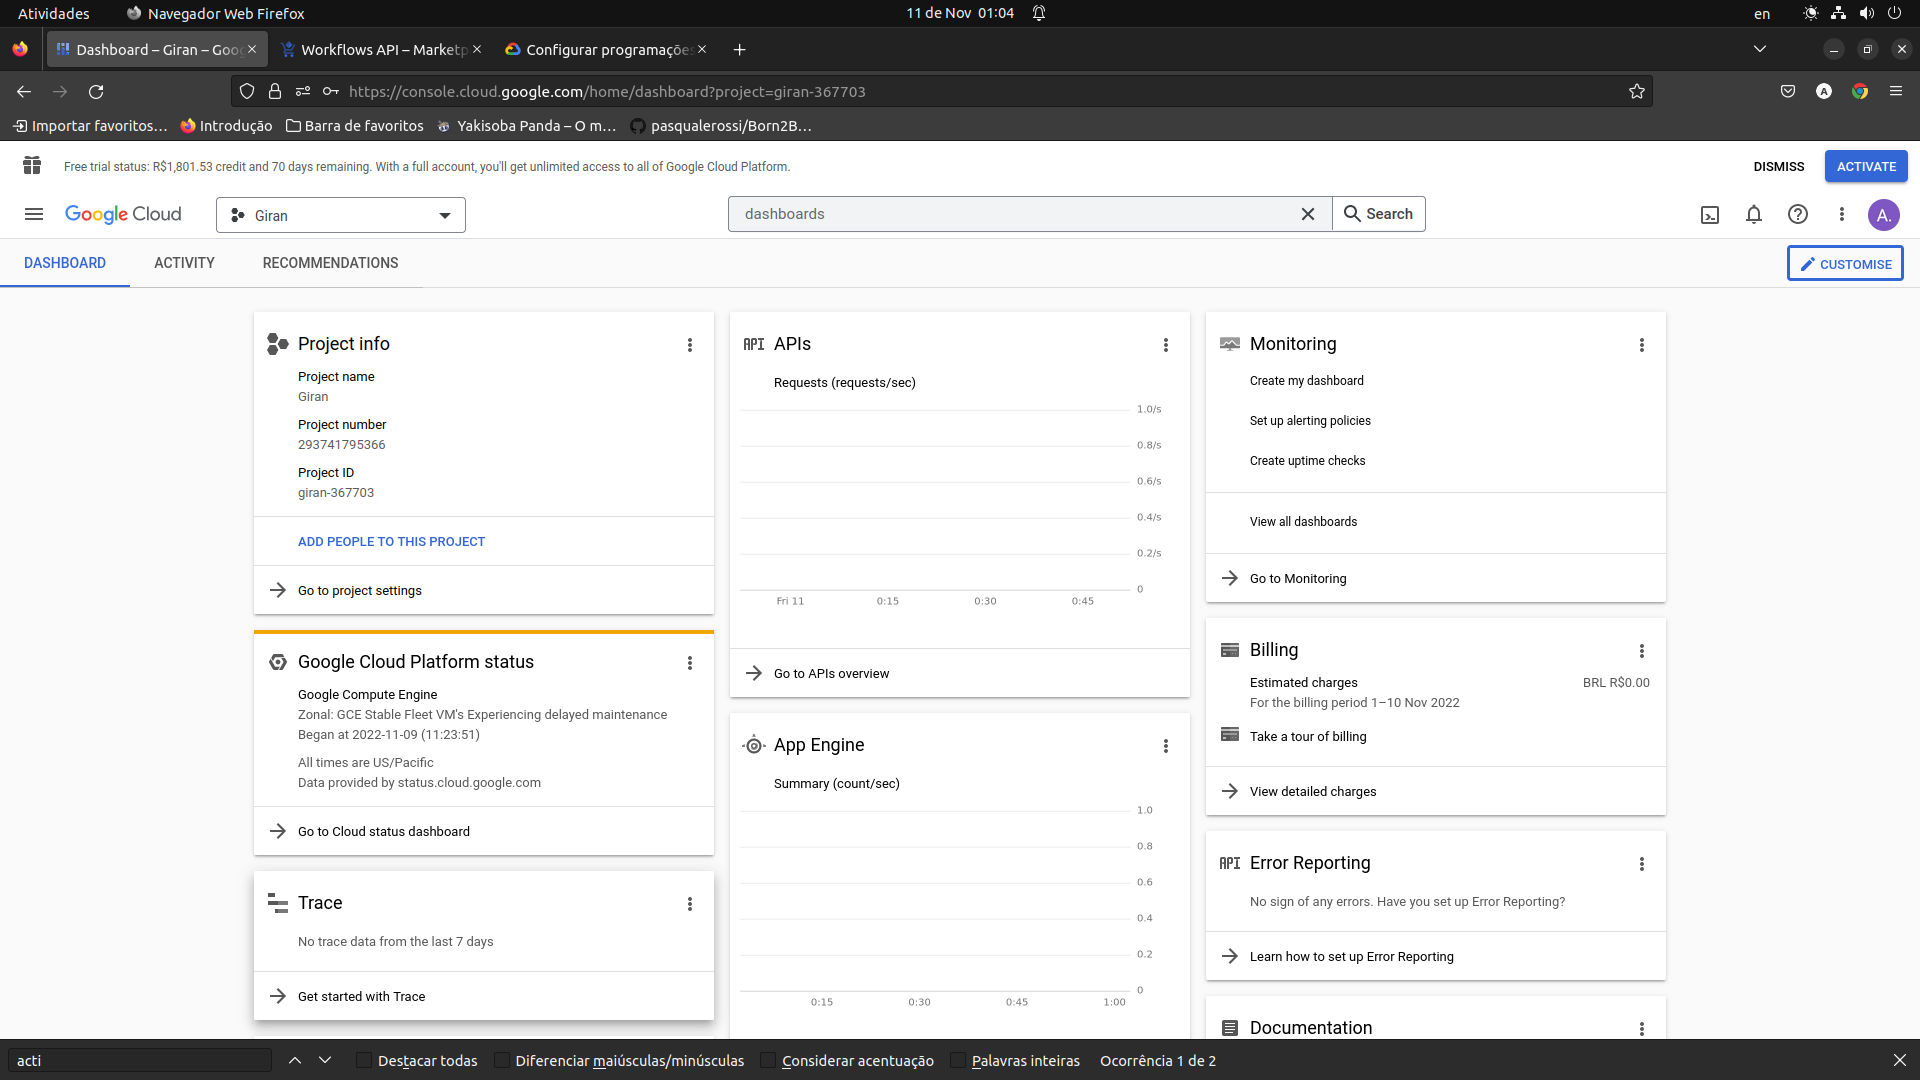 Atividades
Navegador Web Firefox
11 de Nov 01:04
en
Dashboard – Giran – Goog
Workflows API – Marketp
Configurar programações
https://console.cloud.google.com/home/dashboard?project=giran-367703
Importar favoritos…
Introdução
Barra de favoritos
Yakisoba Panda – O m…
pasqualerossi/Born2B…
Free trial status: R$1,801.53 credit and 70 days remaining. With a full account, you'll get unlimited access to all of Google Cloud Platform.
DISMISS
ACTIVATE
Google Cloud
Giran
dashboards
Search
A.
DASHBOARD
ACTIVITY
RECOMMENDATIONS
CUSTOMISE
Project info
Project name
Giran
Project number
293741795366
Project ID
giran-367703
ADD PEOPLE TO THIS PROJECT
Go to project settings
Google Cloud Platform status
Google Compute Engine
Zonal: GCE Stable Fleet VM's Experiencing delayed maintenance
Began at 2022-11-09 (11:23:51)
All times are US/Pacific
Data provided by status.cloud.google.com
Go to Cloud status dashboard
Trace
No trace data from the last 7 days
Get started with Trace
API
APIs
Requests (requests/sec)
1.0/s
0.8/s
0.6/s
0.4/s
0.2/s
0
Fri 11
0:15
0:30
0:45
Go to APIs overview
App Engine
Summary (count/sec)
1.0
0.8
0.6
0.4
0.2
0
0:15
0:30
0:45
1:00
Monitoring
Create my dashboard
Set up alerting policies
Create uptime checks
View all dashboards
Go to Monitoring
Billing
Estimated charges
BRL R$0.00
For the billing period 1–10 Nov 2022
Take a tour of billing
View detailed charges
API
Error Reporting
No sign of any errors. Have you set up Error Reporting?
Learn how to set up Error Reporting
Documentation
acti
Destacar todas
Diferenciar maiúsculas/minúsculas
Considerar acentuação
Palavras inteiras
Ocorrência 1 de 2